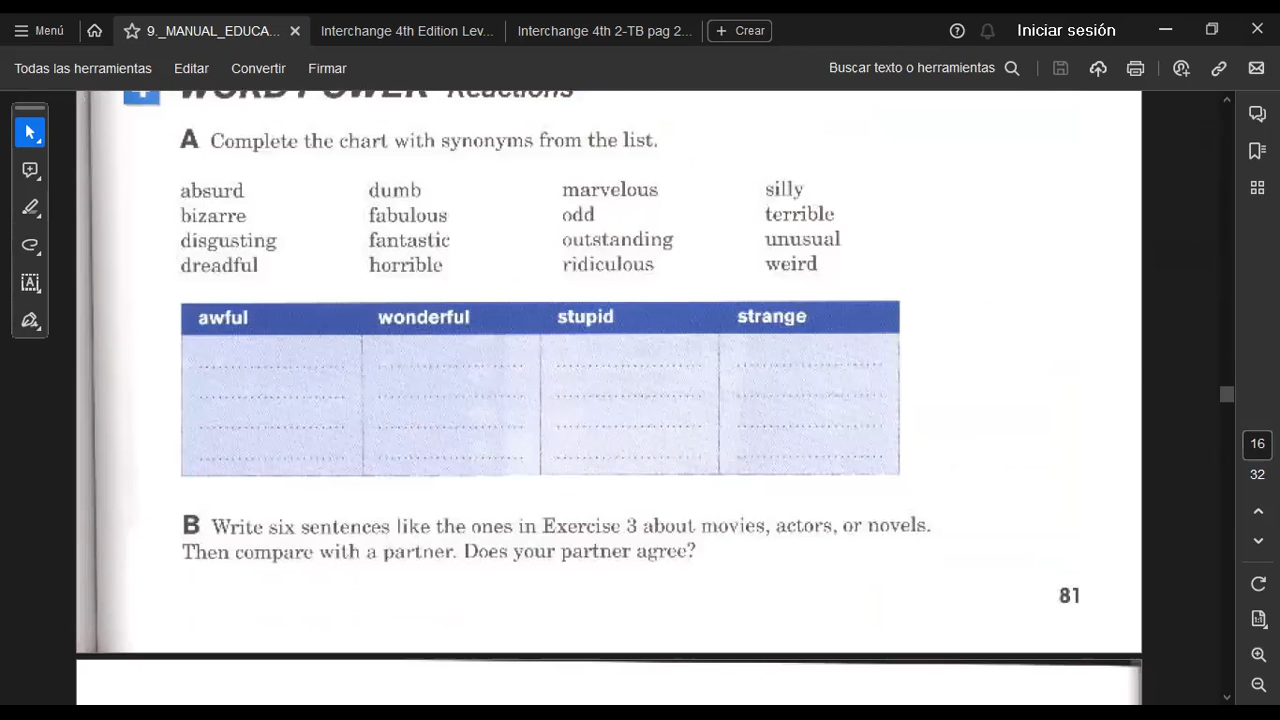 Menú
9._MANUAL_EDUCA...
Interchange 4th Edition Lev...
Interchange 4th 2-TB pag 2...
Crear
Iniciar sesión
Todas las herramientas
Editar
Convertir
Firmar
Buscar texto o herramientas
WORD POWER Reactions
A Complete the chart with synonyms from the list.
absurd dumb marvelous silly
bizarre fabulous odd terrible
disgusting fantastic outstanding unusual
dreadful horrible ridiculous weird
awful wonderful stupid strange
B Write six sentences like the ones in Exercise 3 about movies, actors, or novels.
Then compare with a partner. Does your partner agree?
81
16
32